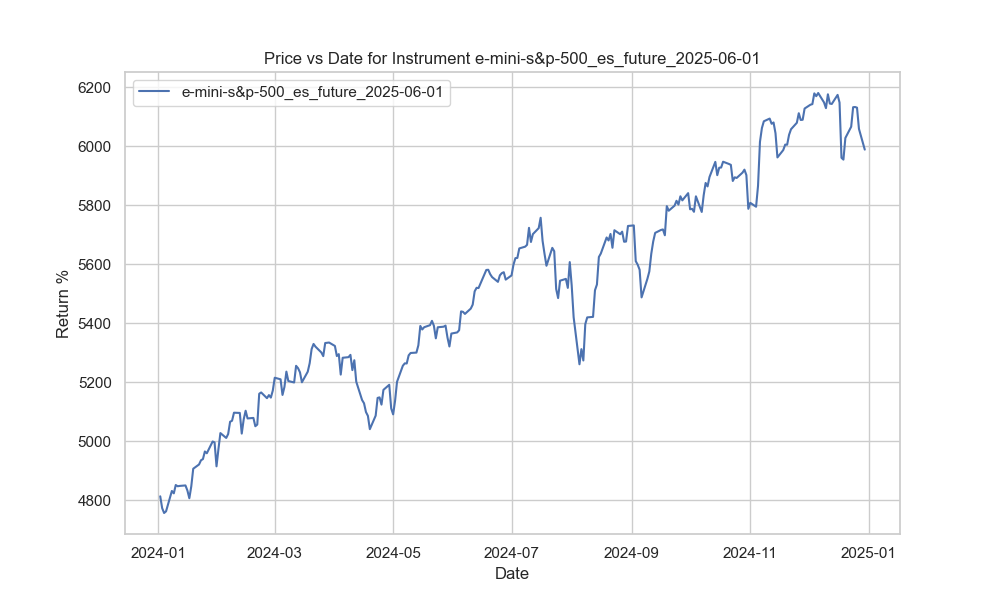 Price vs Date for Instrument e-mini-s&p-500_es_future_2025-06-01
e-mini-s&p-500_es_future_2025-06-01
Return %
6200
6000
5800
5600
5400
5200
5000
4800
2024-01 2024-03 2024-05 2024-07 2024-09 2024-11 2025-01
Date